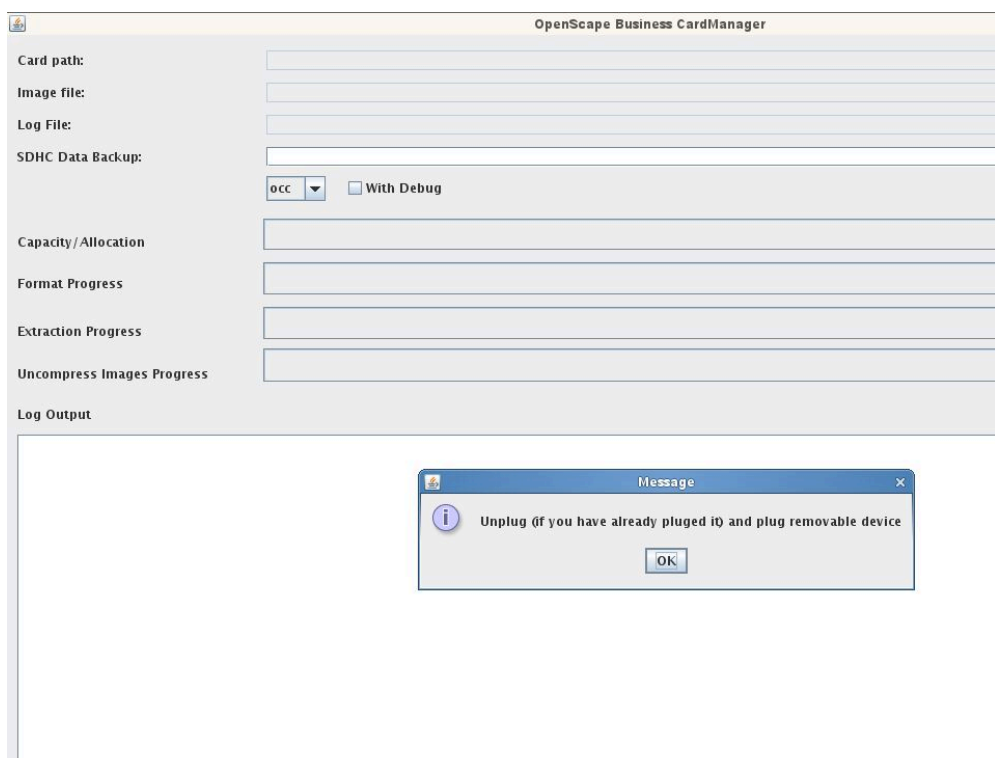 OpenScape Business CardManager
Card path:
Image file:
Log File:
SDHC Data Backup:
occ With Debug
Capacity/Allocation
Format Progress
Extraction Progress
Uncompress Images Progress
Log Output
Message
Unplug (if you have already pluged it) and plug removable device
OK